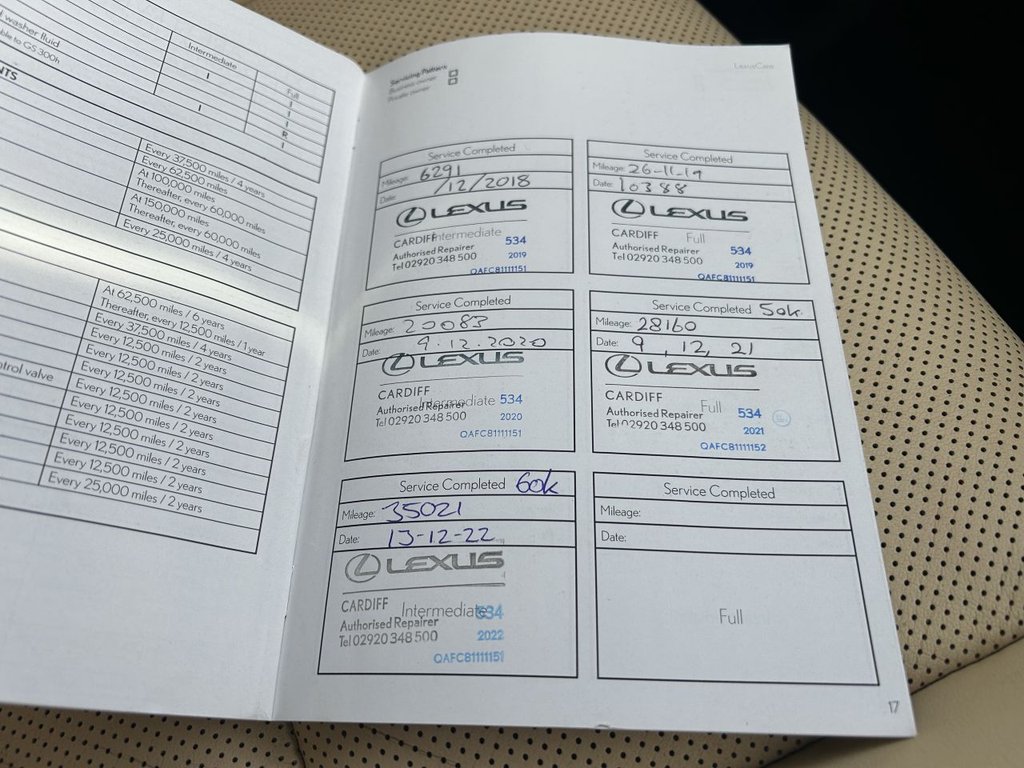 washer fluid
ble to GS 300h
Intermediate
Full
I
I
I
I
I
R
I
NTS
Every 37,500 miles / 4 years
Every 62,500 miles
At 100,000 miles
Thereafter, every 60,000 miles
At 150,000 miles
Thereafter, every 60,000 miles
Every 25,000 miles / 4 years
At 62,500 miles / 6 years
Thereafter, every 12,500 miles / 1 year
Every 37,500 miles / 4 years
Every 12,500 miles / 2 years
Every 12,500 miles / 2 years
Every 12,500 miles / 2 years
ntrol valve
Every 12,500 miles / 2 years
Every 12,500 miles / 2 years
Every 12,500 miles / 2 years
Every 12,500 miles / 2 years
Every 12,500 miles / 2 years
Every 25,000 miles / 2 years
Servicing Pattern
Business owner
Private owner
LexusCare
Service Completed
Mileage: 6291
Date: /12/2018
LEXUS
CARDIFF Intermediate
Authorised Repairer 534
Tel 02920 348 500 2019
QAFC81111151
Service Completed
Mileage: 26-11-19
Date: 10388
LEXUS
CARDIFF Full
Authorised Repairer 534
Tel 02920 348 500 2019
QAFC81111151
Service Completed
Mileage: 20083
Date: 9.12.2020
LEXUS
CARDIFF
Authorised Repairer Intermediate 534
Tel 02920 348 500 2020
QAFC81111151
Service Completed 50k
Mileage: 28160
Date: 9, 12, 21
LEXUS
CARDIFF
Authorised Repairer Full 534
Tel 02920 348 500 2021
QAFC81111152
Service Completed 60k
Mileage: 35021
Date: 13-12-22
LEXUS
CARDIFF Intermediate 534
Authorised Repairer
Tel 02920 348 500 2022
QAFC81111151
Service Completed
Mileage:
Date:
Full
17